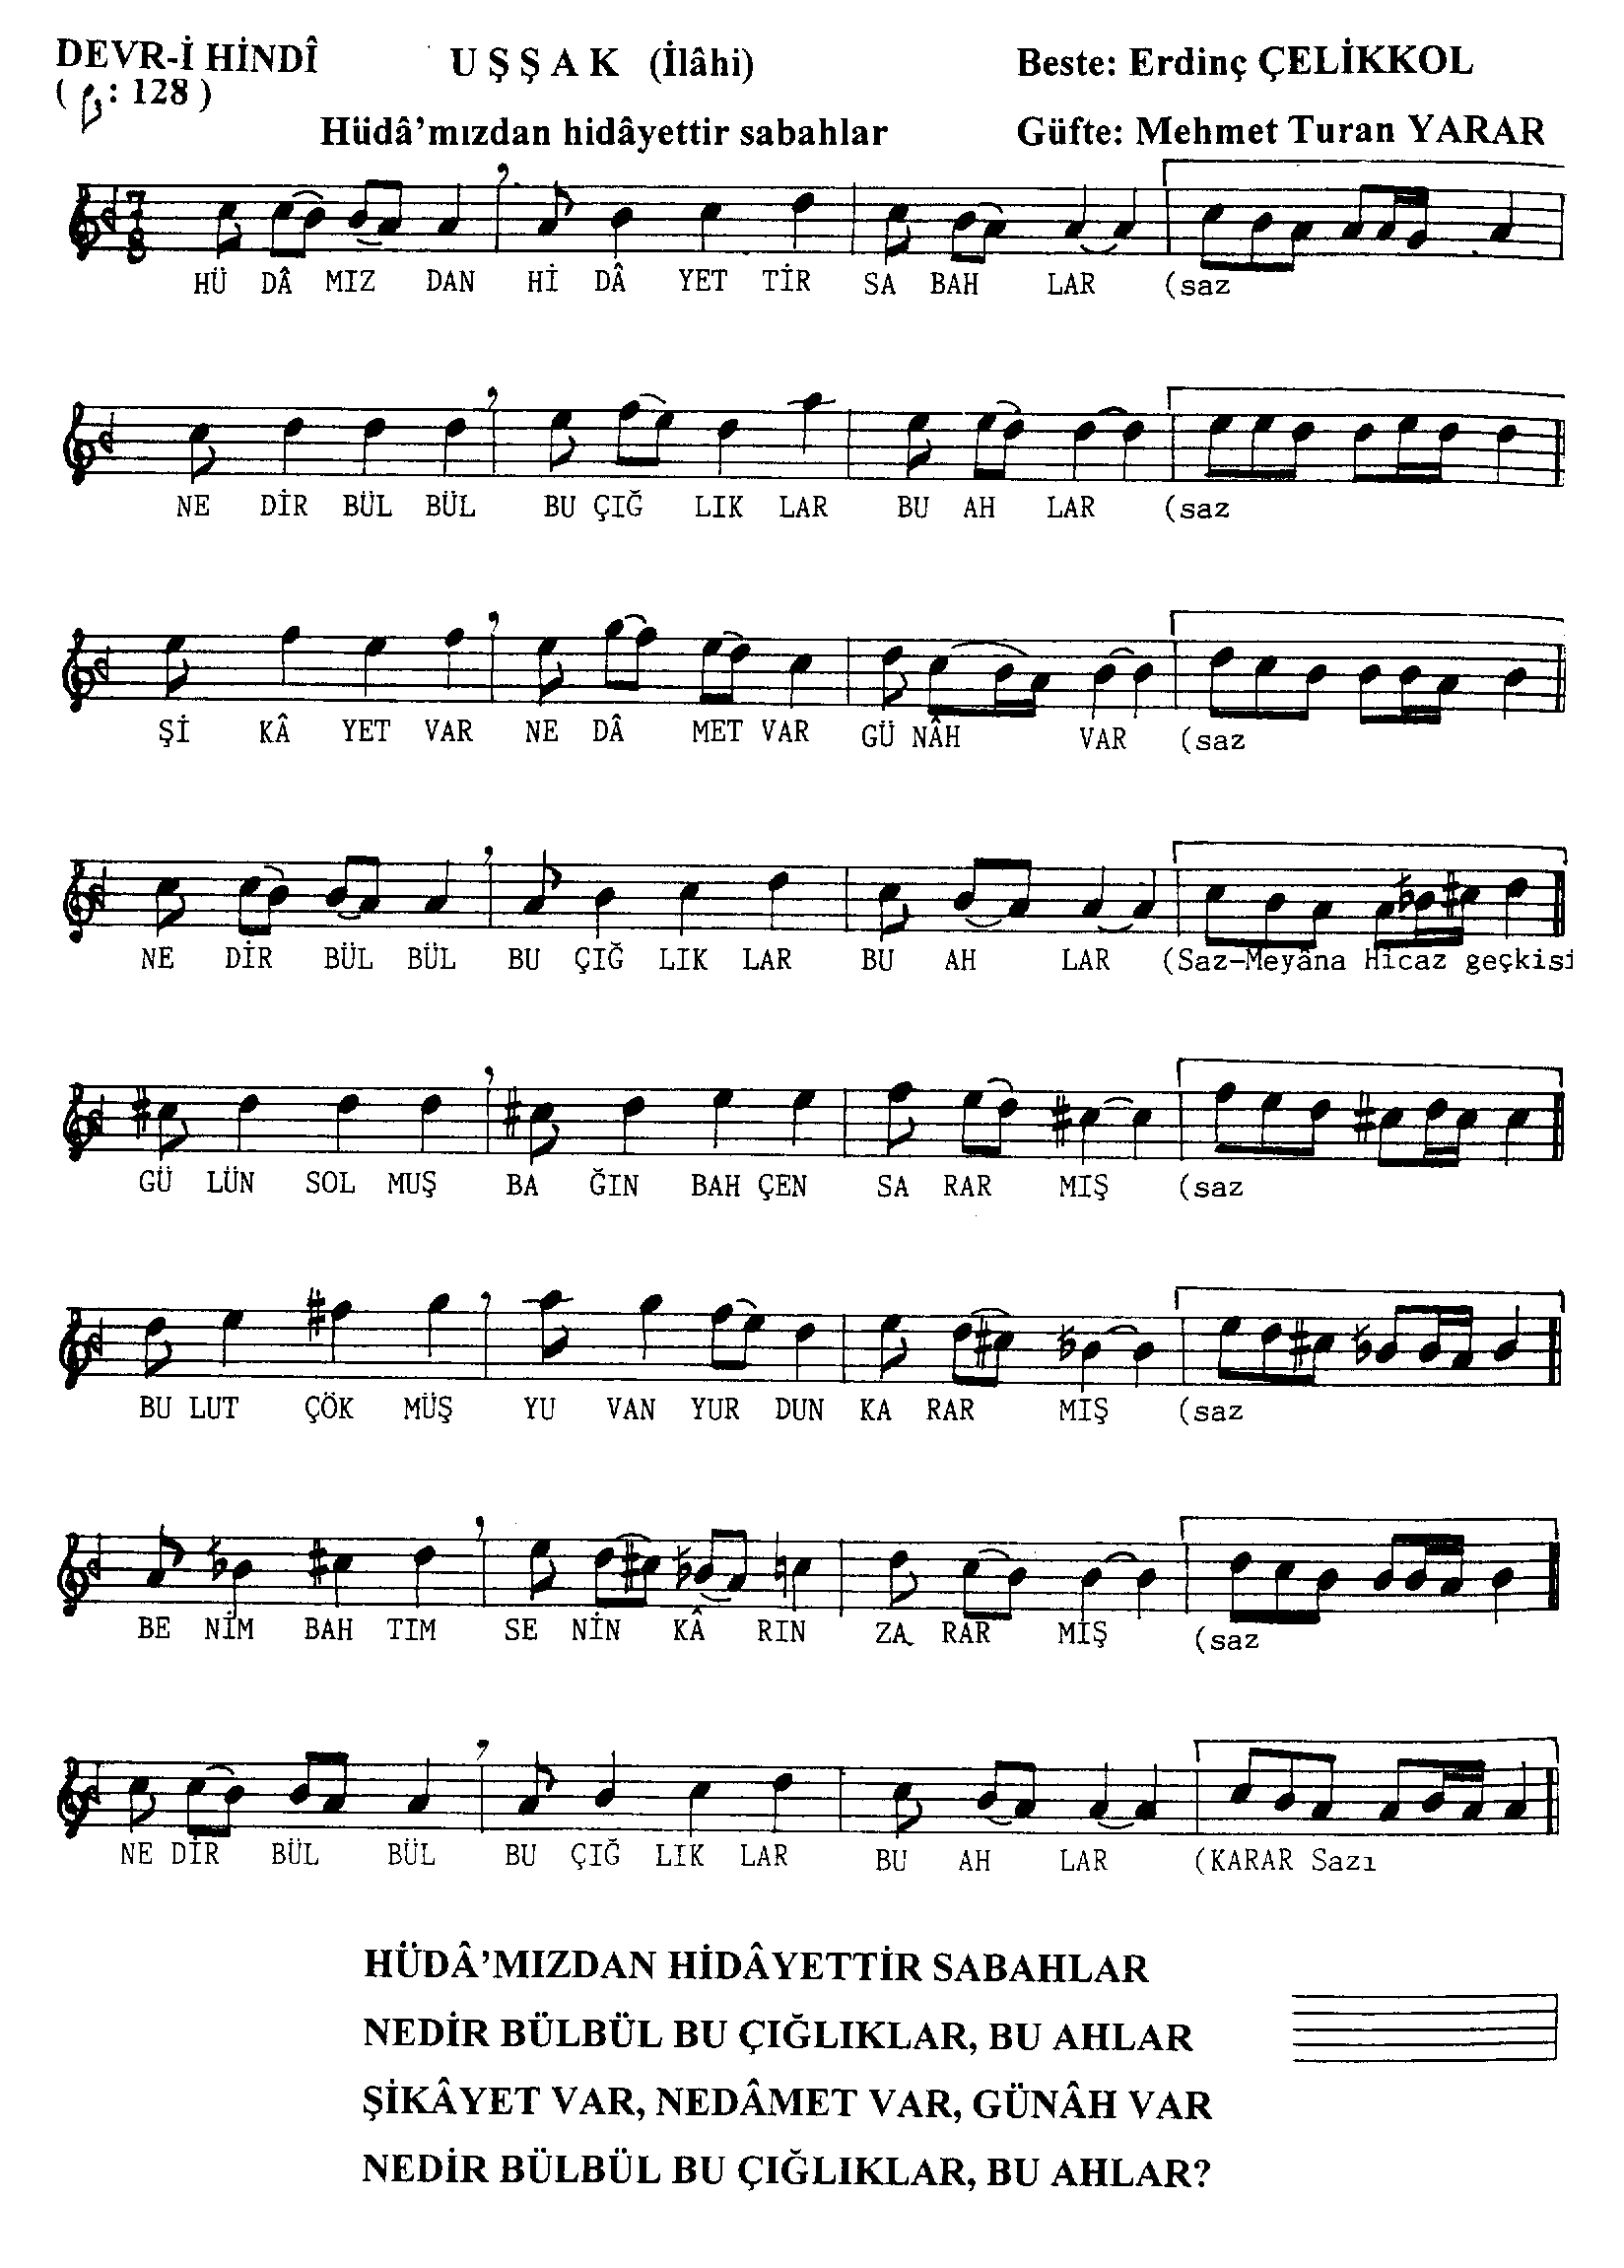 DEVR-İ HİNDÎ U Ş Ş A K (İlâhi) Beste: Erdinç ÇELİKKOL
( : 128 )
Hüdâ’mızdan hidâyettir sabahlar Güfte: Mehmet Turan YARAR
7
8
HÜ DÂ MIZ DAN Hİ DÂ YET TİR SA BAH LAR (saz
NE DİR BÜL BÜL BU ÇIĞ LIK LAR BU AH LAR (saz
Şİ KÂ YET VAR NE DÂ MET VAR GÜ NÂH VAR (saz
NE DİR BÜL BÜL BU ÇIĞ LIK LAR BU AH LAR (Saz-Meyâna Hicaz geçkisi
GÜ LÜN SOL MUŞ BA ĞIN BAH ÇEN SA RAR MIŞ (saz
BU LUT ÇÖK MÜŞ YU VAN YUR DUN KA RAR MIŞ (saz
BE NİM BAH TIM SE NİN KÂ RIN ZA RAR MIŞ (saz
NE DİR BÜL BÜL BU ÇIĞ LIK LAR BU AH LAR (KARAR Sazı
HÜDÂ’MIZDAN HİDÂYETTİR SABAHLAR
NEDİR BÜLBÜL BU ÇIĞLIKLAR, BU AHLAR
ŞİKÂYET VAR, NEDÂMET VAR, GÜNÂH VAR
NEDİR BÜLBÜL BU ÇIĞLIKLAR, BU AHLAR?